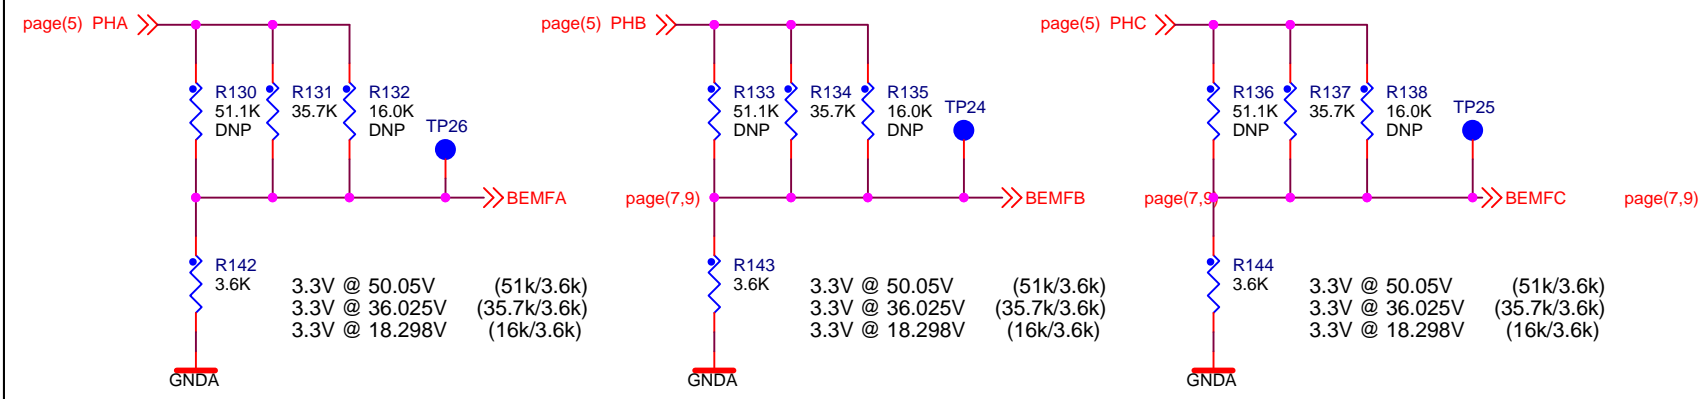 page(5) PHA
R130
51.1K
DNP
R131
35.7K
R132
16.0K
DNP
TP26
BEMFA
page(7,9)
R142
3.6K
3.3V @ 50.05V (51k/3.6k)
3.3V @ 36.025V (35.7k/3.6k)
3.3V @ 18.298V (16k/3.6k)
GNDA
page(5) PHB
R133
51.1K
DNP
R134
35.7K
R135
16.0K
DNP
TP24
BEMFB
page(7,9)
R143
3.6K
3.3V @ 50.05V (51k/3.6k)
3.3V @ 36.025V (35.7k/3.6k)
3.3V @ 18.298V (16k/3.6k)
GNDA
page(5) PHC
R136
51.1K
DNP
R137
35.7K
R138
16.0K
DNP
TP25
BEMFC
page(7,9)
R144
3.6K
3.3V @ 50.05V (51k/3.6k)
3.3V @ 36.025V (35.7k/3.6k)
3.3V @ 18.298V (16k/3.6k)
GNDA